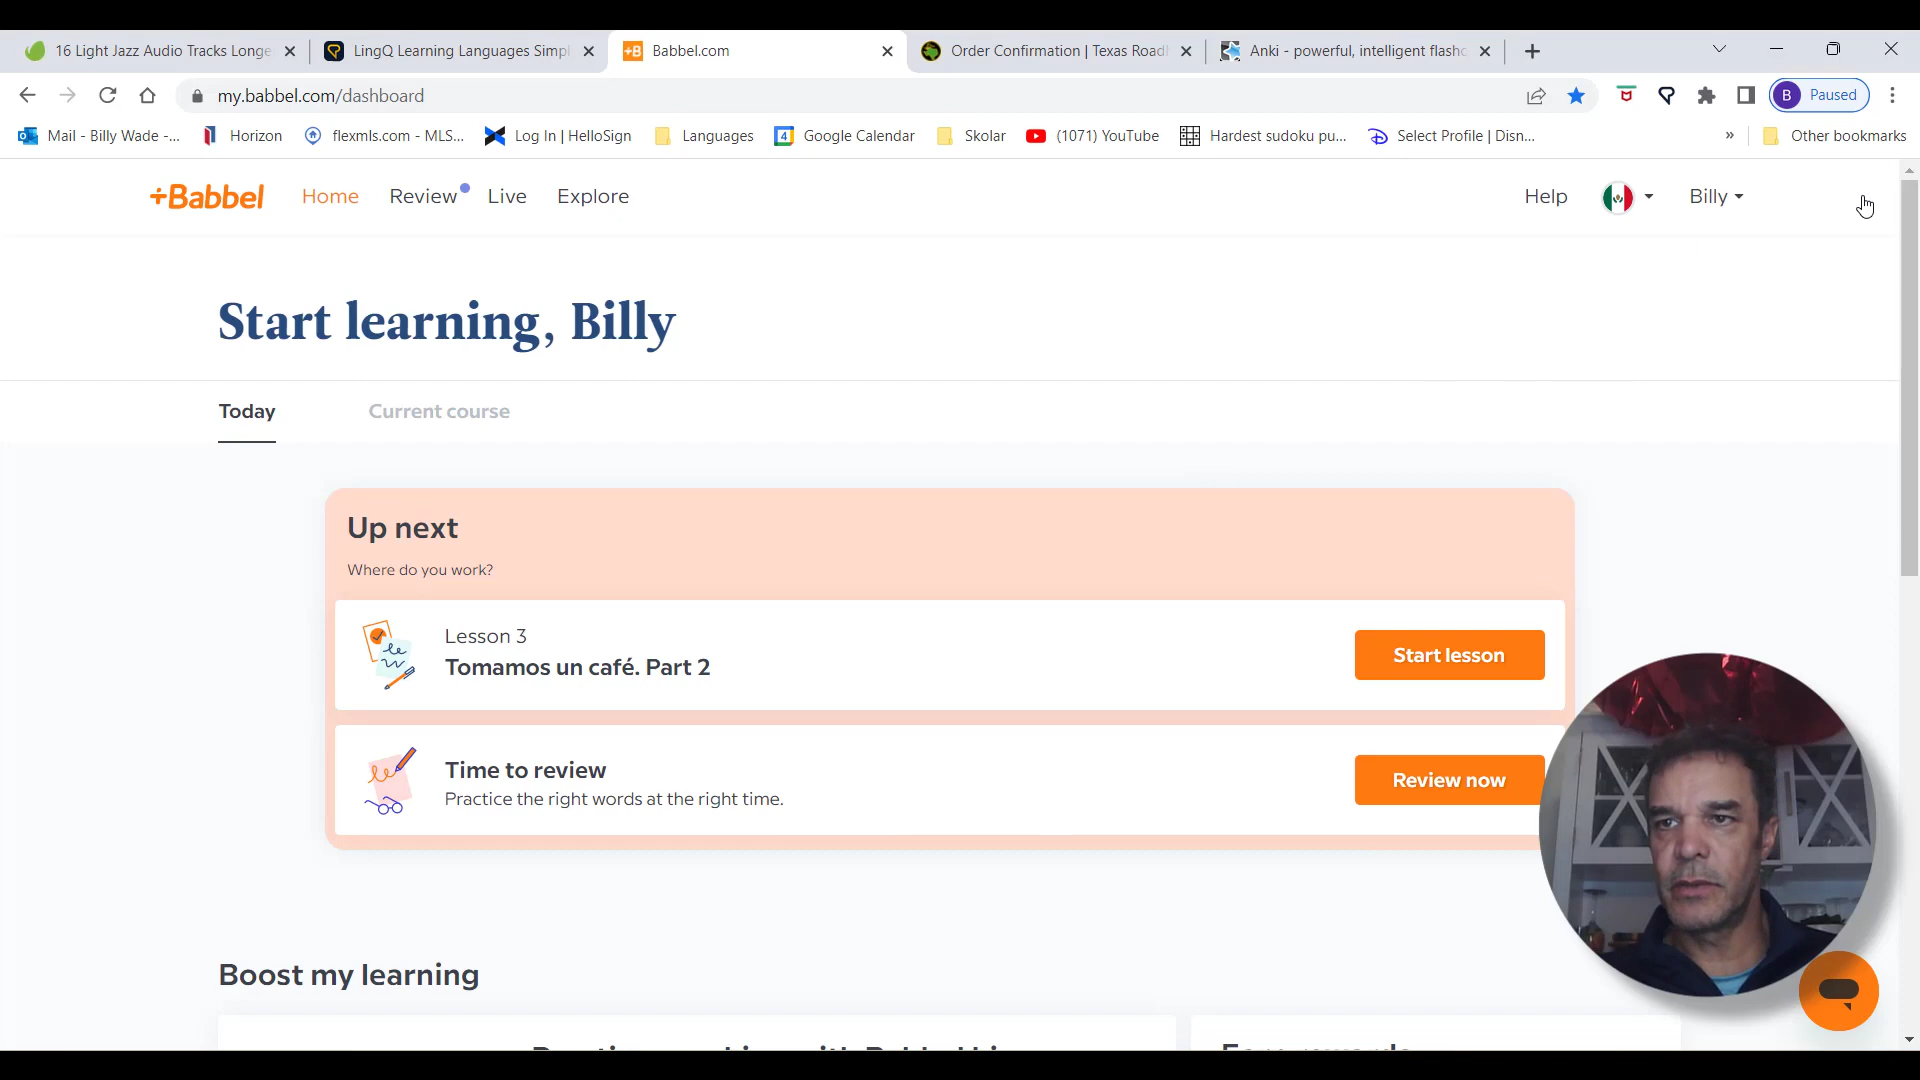 16 Light Jazz Audio Tracks Longe
LingQ Learning Languages Simpl
Babbel.com
Order Confirmation | Texas Road
Anki - powerful, intelligent flashc
my.babbel.com/dashboard
B Paused
Mail - Billy Wade -...
Horizon
flexmls.com - MLS...
Log In | HelloSign
Languages
4 Google Calendar
Skolar
(1071) YouTube
Hardest sudoku pu...
Select Profile | Disn...
»
Other bookmarks
+Babbel
Home
Review
Live
Explore
Help
Billy
Start learning, Billy
Today
Current course
Up next
Where do you work?
Lesson 3
Tomamos un café. Part 2
Start lesson
Time to review
Practice the right words at the right time.
Review now
Boost my learning